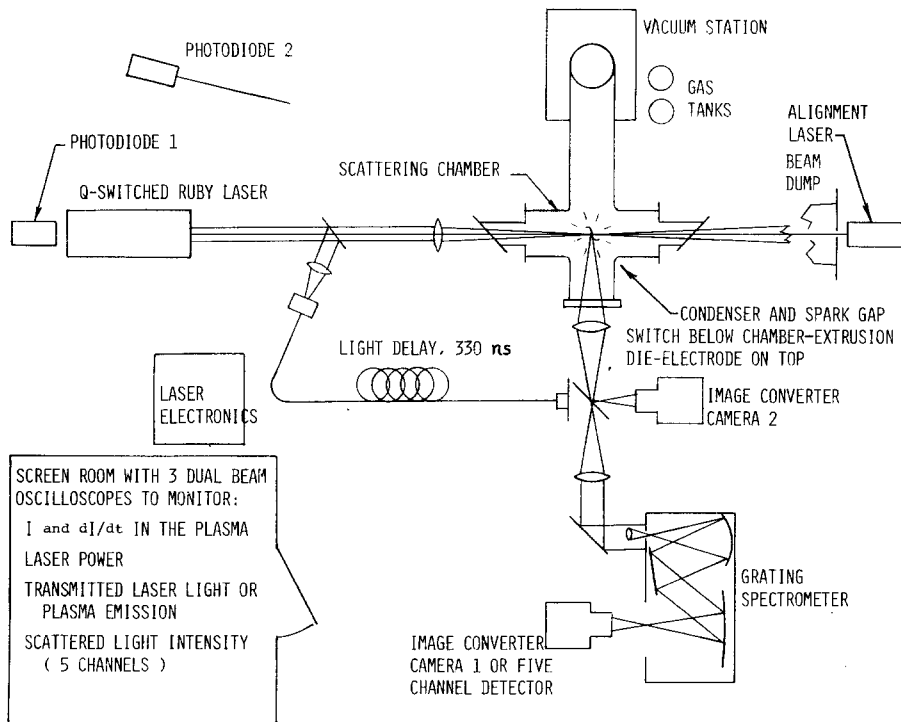 VACUUM STATION
PHOTODIODE 2
GAS
TANKS
ALIGNMENT
LASER
BEAM
DUMP
PHOTODIODE 1
SCATTERING CHAMBER
Q-SWITCHED RUBY LASER
CONDENSER AND SPARK GAP
SWITCH BELOW CHAMBER-EXTRUSION
DIE-ELECTRODE ON TOP
LIGHT DELAY, 330 ns
LASER
ELECTRONICS
IMAGE CONVERTER
CAMERA 2
SCREEN ROOM WITH 3 DUAL BEAM
OSCILLOSCOPES TO MONITOR:
I and dI/dt IN THE PLASMA
LASER POWER
TRANSMITTED LASER LIGHT OR
PLASMA EMISSION
SCATTERED LIGHT INTENSITY
( 5 CHANNELS )
GRATING
SPECTROMETER
IMAGE CONVERTER
CAMERA 1 OR FIVE
CHANNEL DETECTOR